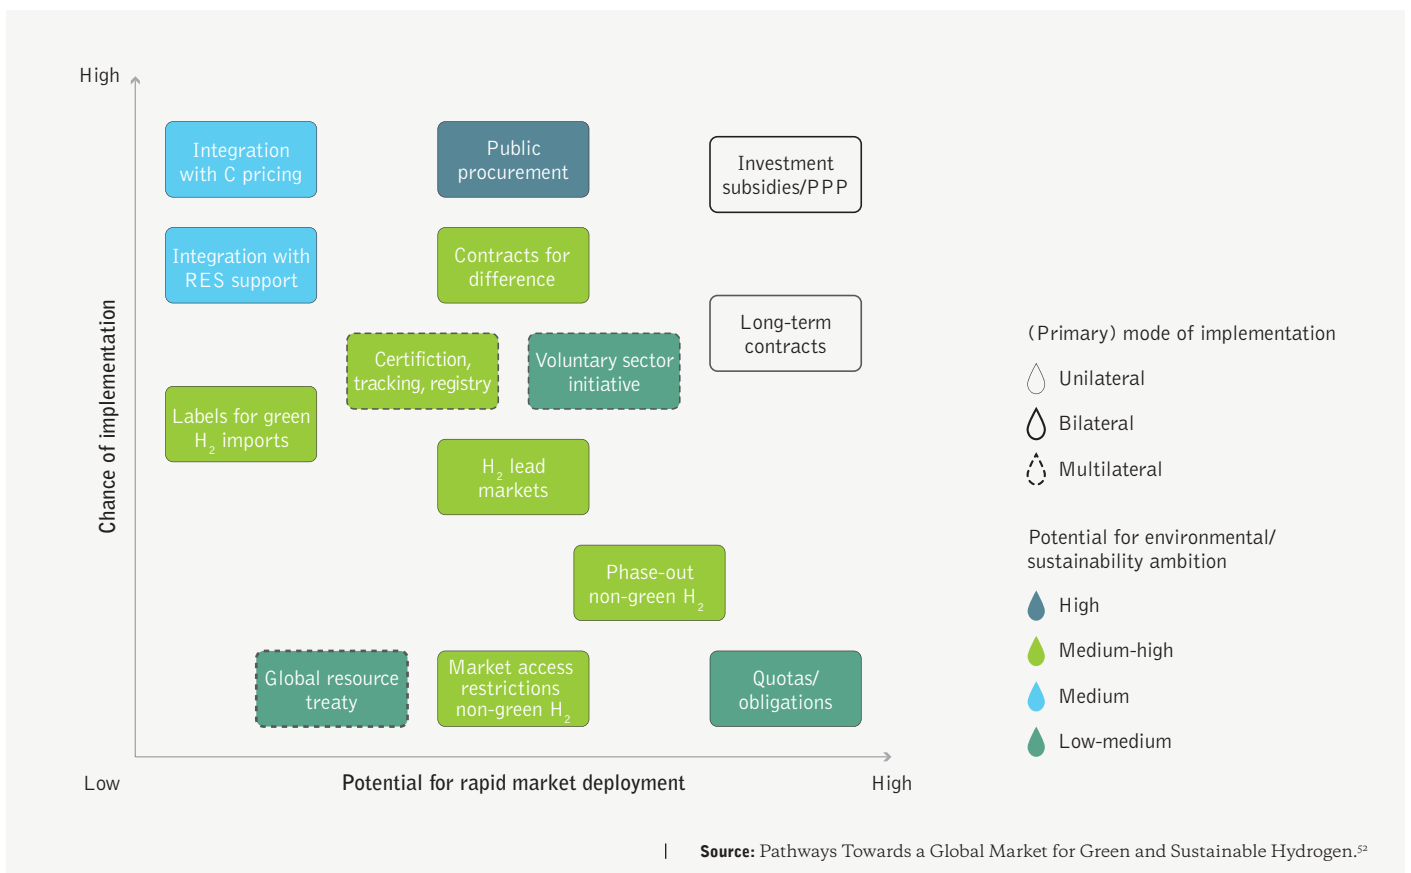 High
Integration
with C pricing
Public
procurement
Investment
subsidies/PPP
Integration with
RES support
Contracts for
difference
Long-term
contracts
Certifiction,
tracking, registry
Voluntary sector
initiative
Labels for green
H₂ imports
H₂ lead
markets
Phase-out
non-green H₂
Global resource
treaty
Market access
restrictions
non-green H₂
Quotas/
obligations
Chance of implementation
Low
Potential for rapid market deployment
High
(Primary) mode of implementation
Unilateral
Bilateral
Multilateral
Potential for environmental/
sustainability ambition
High
Medium-high
Medium
Low-medium
| Source: Pathways Towards a Global Market for Green and Sustainable Hydrogen.⁵²